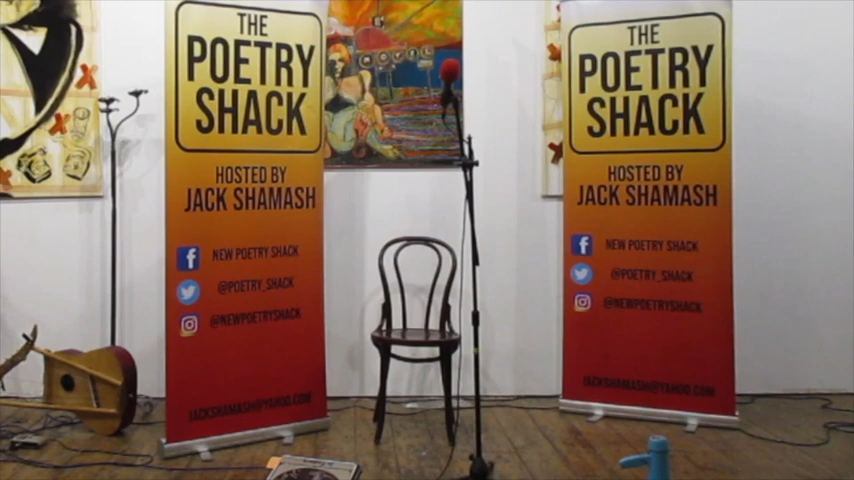 THE
POETRY
SHACK
HOSTED BY
JACK SHAMASH
NEW POETRY SHACK
@POETRY_SHACK
@NEWPOETRYSHACK
JACKSHAMASH@YAHOO.COM
THE
POETRY
SHACK
HOSTED BY
JACK SHAMASH
NEW POETRY SHACK
@POETRY_SHACK
@NEWPOETRYSHACK
JACKSHAMASH@YAHOO.COM